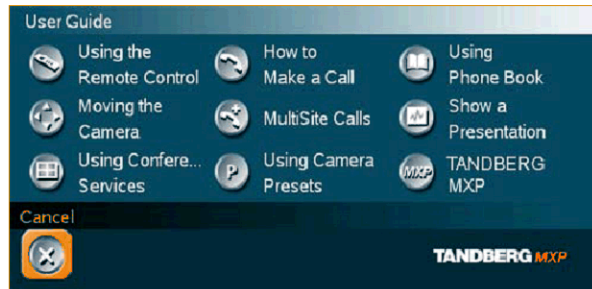 User Guide
Using the
Remote Control
How to
Make a Call
Using
Phone Book
Moving the
Camera
MultiSite Calls
Show a
Presentation
Using Confere...
Services
P
Using Camera
Presets
MXP
TANDBERG
MXP
Cancel
TANDBERG MXP